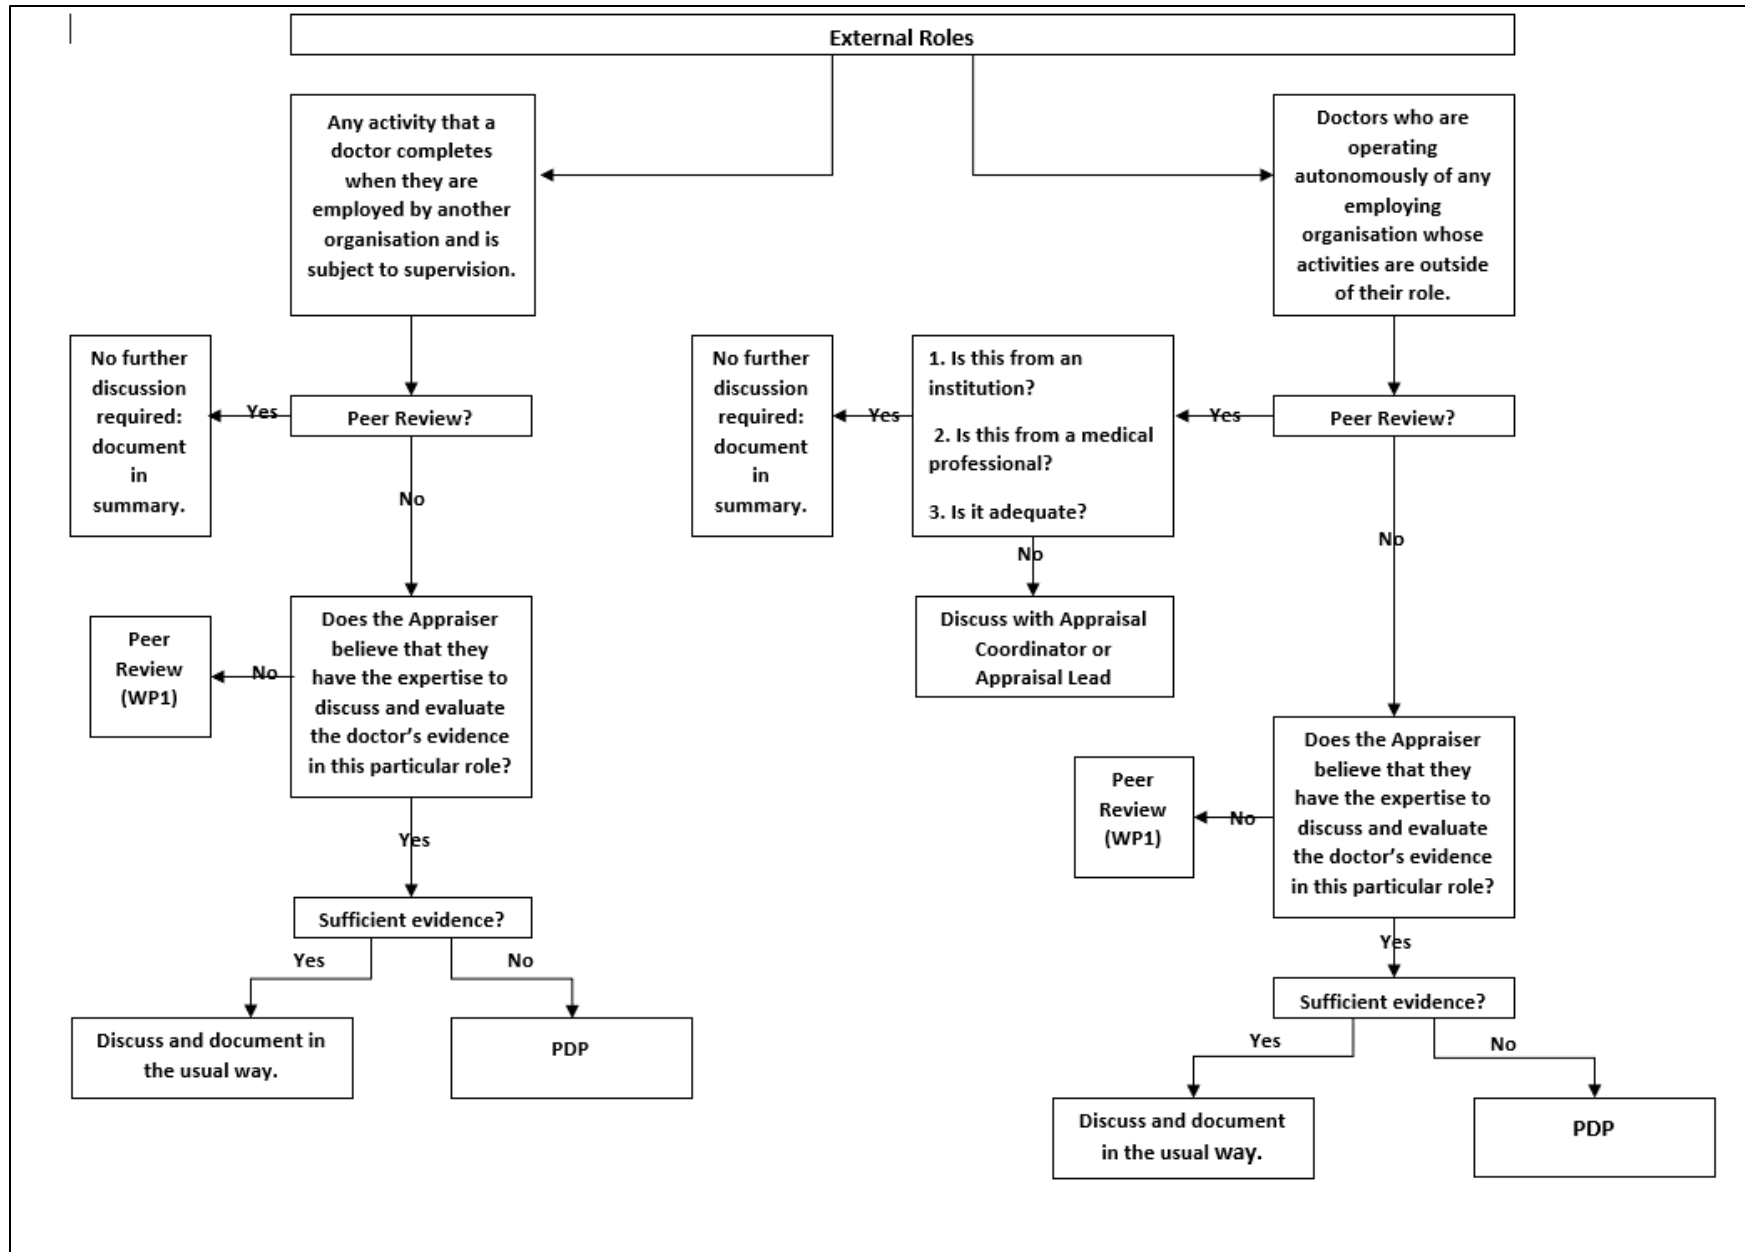 External Roles
Any activity that a
doctor completes
when they are
employed by another
organisation and is
subject to supervision.
Doctors who are
operating
autonomously of any
employing
organisation whose
activities are outside
of their role.
No further
discussion
required:
document
in
summary.
Yes
Peer Review?
No further
discussion
required:
document
in
summary.
Yes
1. Is this from an
institution?
2. Is this from a medical
professional?
3. Is it adequate?
Yes
Peer Review?
No
No
No
Peer
Review
(WP1)
No
Does the Appraiser
believe that they
have the expertise to
discuss and evaluate
the doctor's evidence
in this particular role?
Discuss with Appraisal
Coordinator or
Appraisal Lead
Peer
Review
(WP1)
No
Does the Appraiser
believe that they
have the expertise to
discuss and evaluate
the doctor's evidence
in this particular role?
Yes
Sufficient evidence?
Yes
No
Discuss and document in
the usual way.
PDP
Yes
Sufficient evidence?
Yes
No
Discuss and document
in the usual way.
PDP